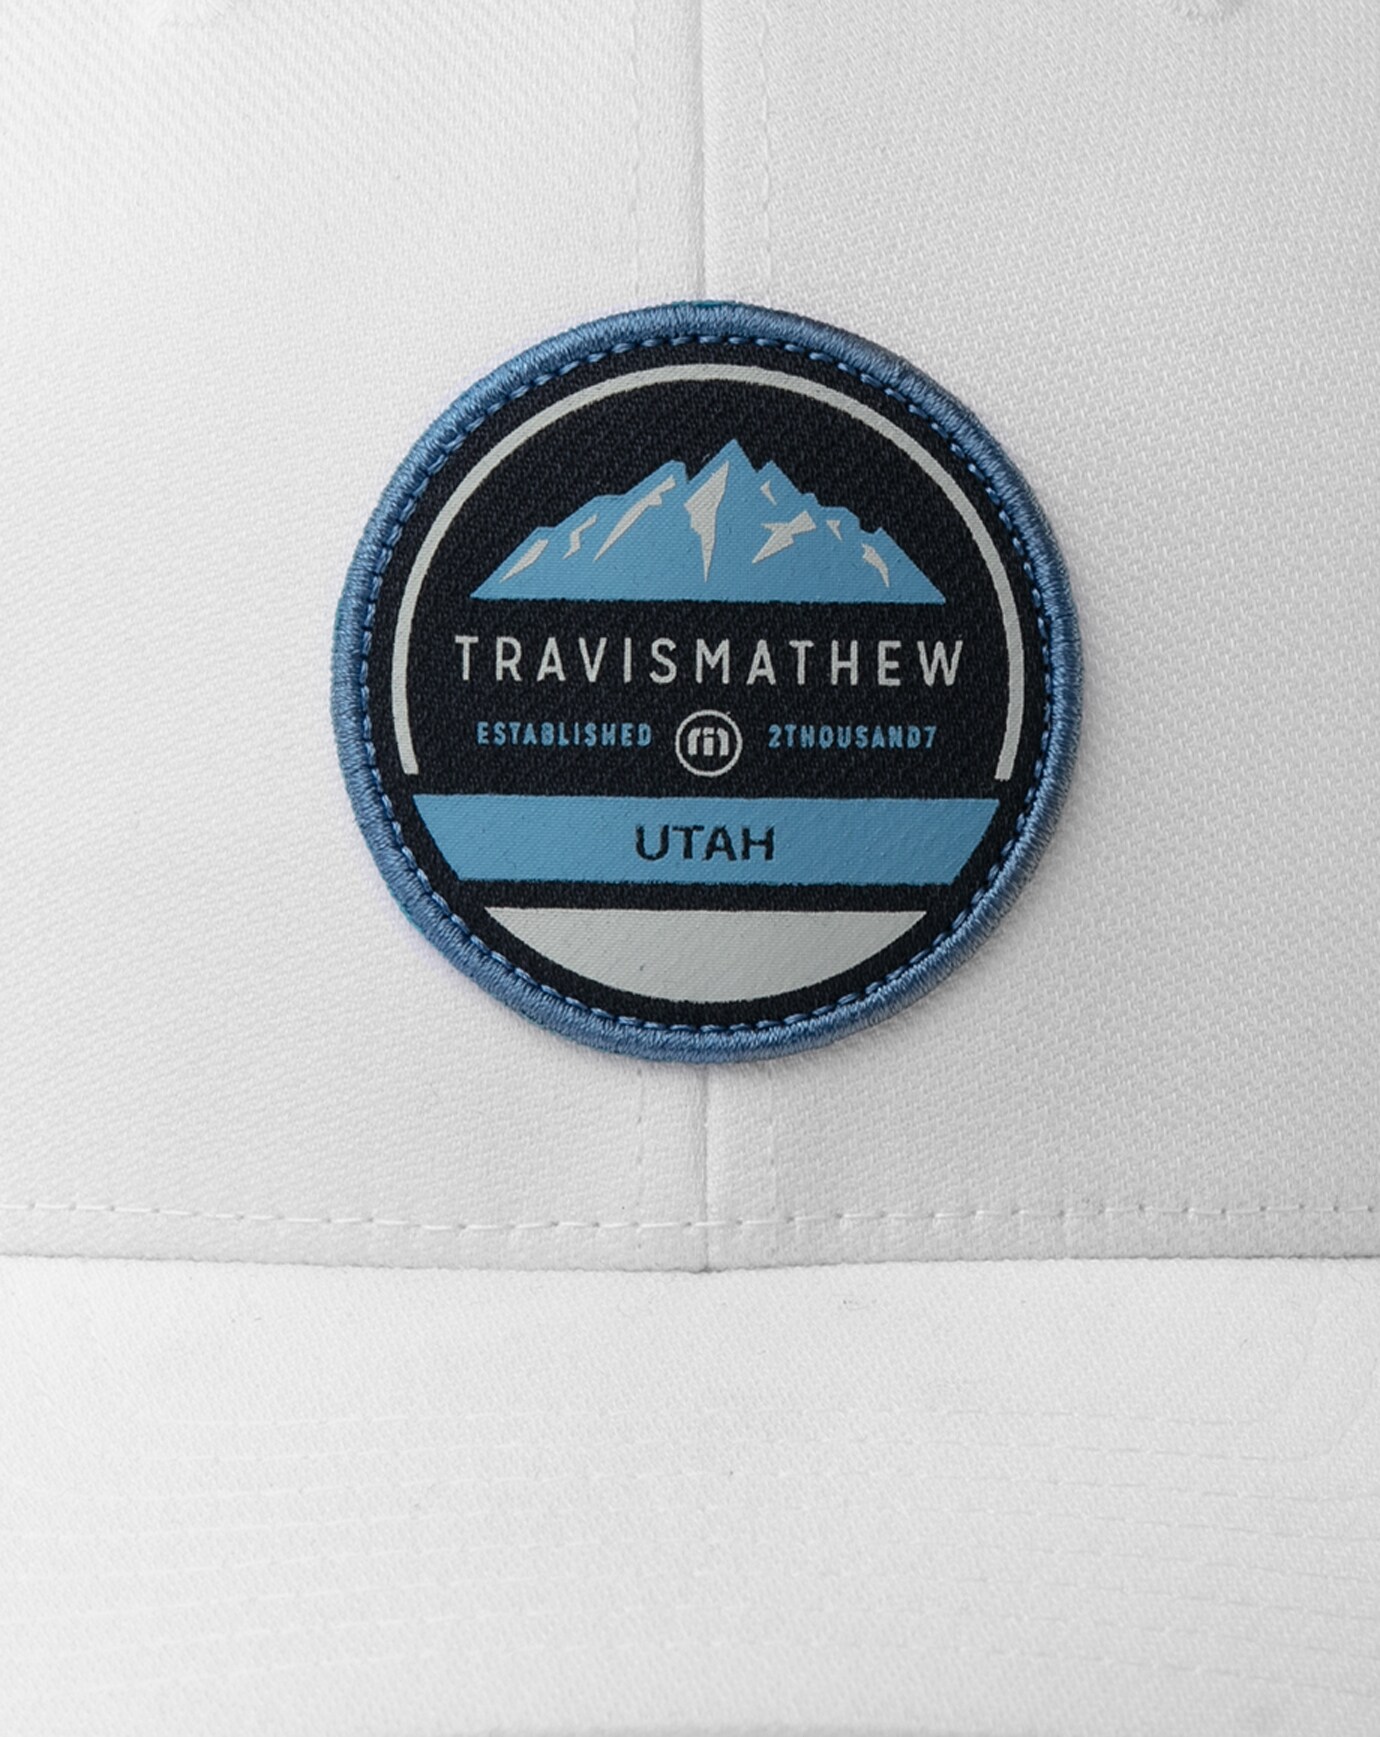 TRAVISMATHEW
ESTABLISHED m 2THOUSAND7
UTAH